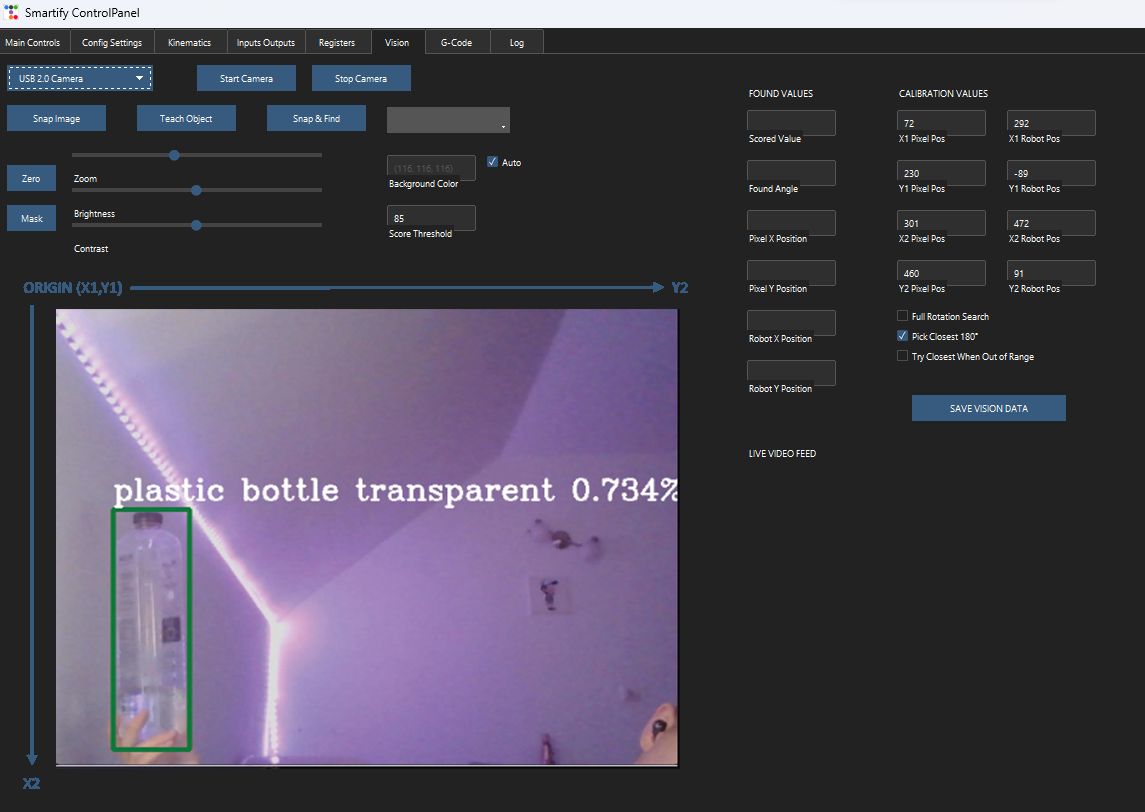 Smartify ControlPanel
Main Controls Config Settings Kinematics Inputs Outputs Registers Vision G-Code Log
USB 2.0 Camera Start Camera Stop Camera
Snap Image Teach Object Snap & Find
Zero Zoom
Mask Brightness
Contrast
(116, 116, 116) Auto
Background Color
85
Score Threshold
FOUND VALUES
Scored Value
Found Angle
Pixel X Position
Pixel Y Position
Robot X Position
Robot Y Position
LIVE VIDEO FEED
CALIBRATION VALUES
72 292
X1 Pixel Pos X1 Robot Pos
230 -89
Y1 Pixel Pos Y1 Robot Pos
301 472
X2 Pixel Pos X2 Robot Pos
460 91
Y2 Pixel Pos Y2 Robot Pos
Full Rotation Search
Pick Closest 180°
Try Closest When Out of Range
SAVE VISION DATA
ORIGIN (X1,Y1) Y2
plastic bottle transparent 0.734%
X2